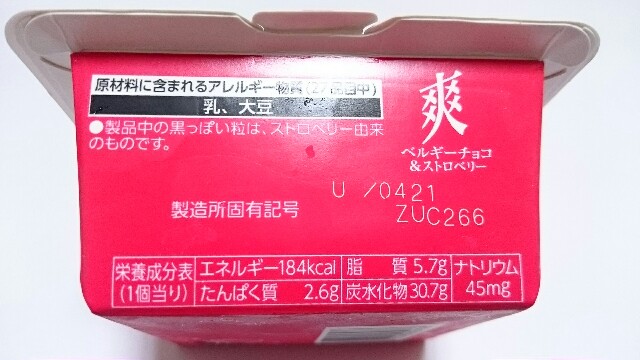 原材料に含まれるアレルギー物質(27品目中)
乳、大豆
●製品中の黒っぽい粒は、ストロベリー由来
のものです。
爽
ベルギーチョコ
&ストロベリー
U /0421
製造所固有記号 ZUC266
栄養成分表 エネルギー184kcal 脂 質 5.7g ナトリウム
(1個当り) たんぱく質 2.6g 炭水化物30.7g 45mg